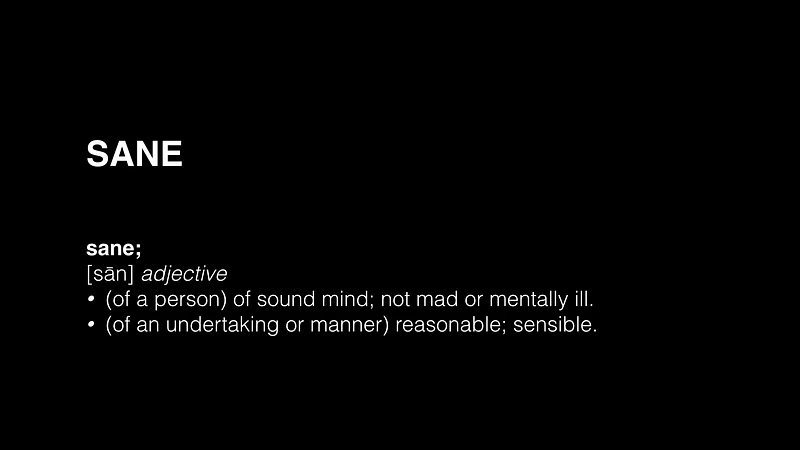 SANE
sane;
[sān] adjective
• (of a person) of sound mind; not mad or mentally ill.
• (of an undertaking or manner) reasonable; sensible.